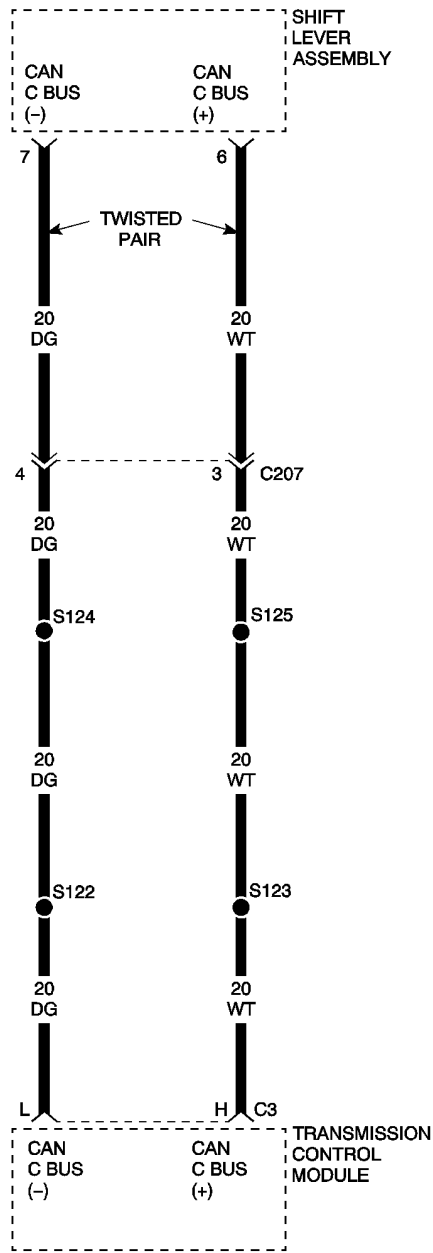 SHIFT
LEVER
ASSEMBLY
CAN
C BUS
(–)
CAN
C BUS
(+)
7
6
TWISTED
PAIR
20
DG
20
WT
4
3
C207
20
DG
20
WT
S124
S125
20
DG
20
WT
S122
S123
20
DG
20
WT
L
H
C3
CAN
C BUS
(–)
CAN
C BUS
(+)
TRANSMISSION
CONTROL
MODULE